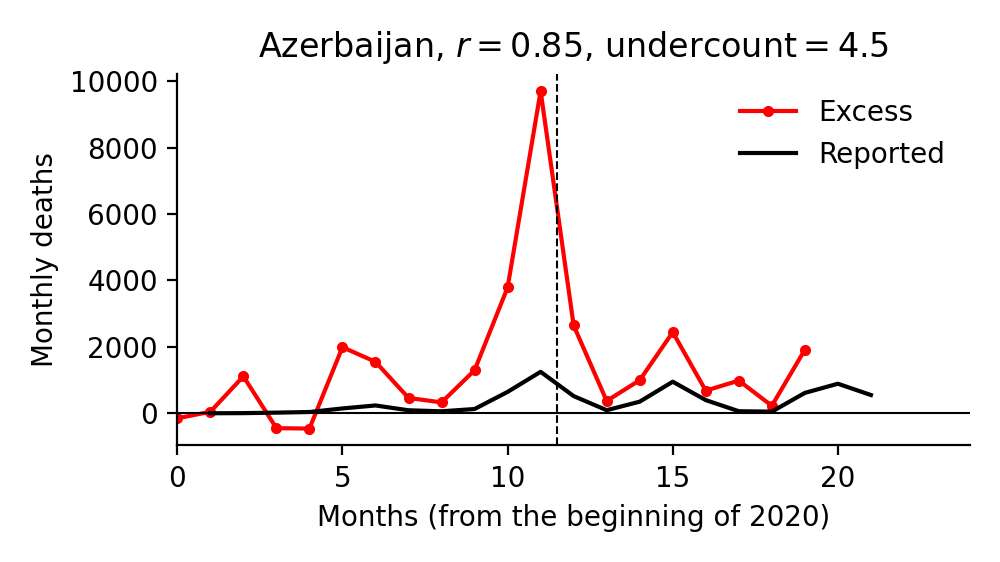 Azerbaijan, r = 0.85, undercount = 4.5
10000
8000
6000
4000
2000
0
Monthly deaths
Excess
Reported
0 5 10 15 20
Months (from the beginning of 2020)